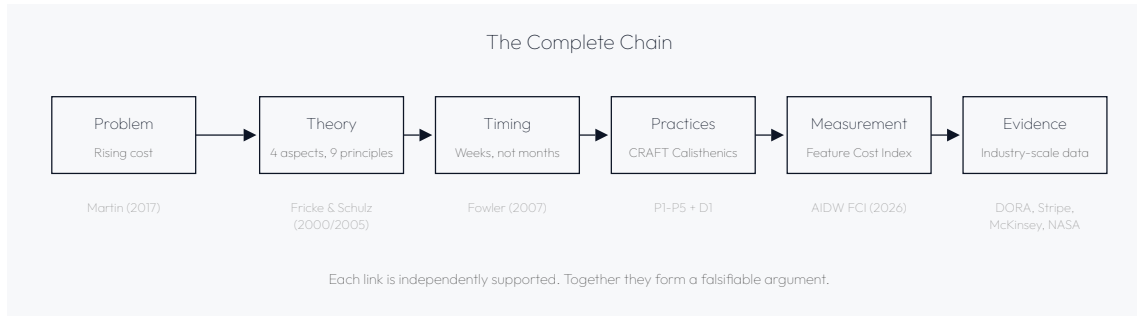 The Complete Chain
Problem
Rising cost
Martin (2017)
Theory
4 aspects, 9 principles
Fricke & Schulz
(2000/2005)
Timing
Weeks, not months
Fowler (2007)
Practices
CRAFT Calisthenics
P1-P5 + D1
Measurement
Feature Cost Index
AIDW FCI (2026)
Evidence
Industry-scale data
DORA, Stripe,
McKinsey, NASA
Each link is independently supported. Together they form a falsifiable argument.